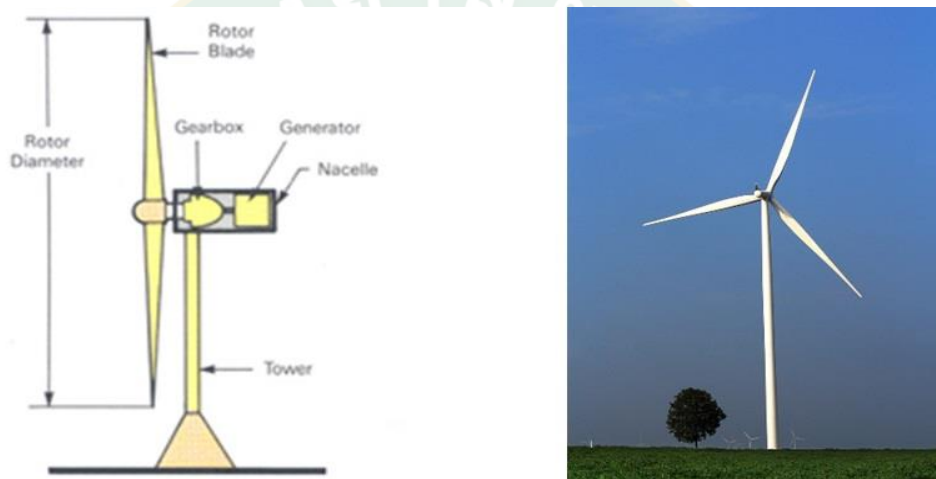 Rotor
Blade
Gearbox
Generator
Rotor
Diameter
Nacelle
Tower